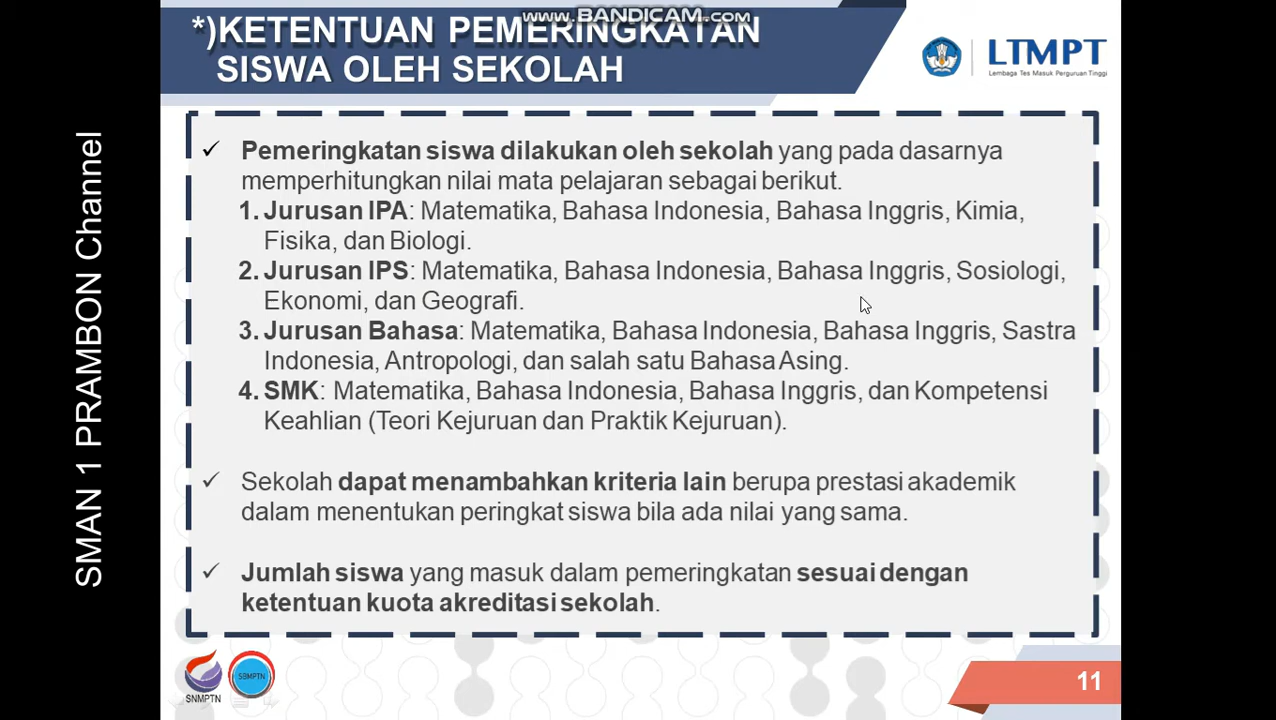 www.BANDICAM.com
*)KETENTUAN PEMERINGKATAN
SISWA OLEH SEKOLAH
LTMPT
Lembaga Tes Masuk Perguruan Tinggi
SMAN 1 PRAMBON Channel
✓ Pemeringkatan siswa dilakukan oleh sekolah yang pada dasarnya
memperhitungkan nilai mata pelajaran sebagai berikut.
1. Jurusan IPA: Matematika, Bahasa Indonesia, Bahasa Inggris, Kimia,
Fisika, dan Biologi.
2. Jurusan IPS: Matematika, Bahasa Indonesia, Bahasa Inggris, Sosiologi,
Ekonomi, dan Geografi.
3. Jurusan Bahasa: Matematika, Bahasa Indonesia, Bahasa Inggris, Sastra
Indonesia, Antropologi, dan salah satu Bahasa Asing.
4. SMK: Matematika, Bahasa Indonesia, Bahasa Inggris, dan Kompetensi
Keahlian (Teori Kejuruan dan Praktik Kejuruan).
✓ Sekolah dapat menambahkan kriteria lain berupa prestasi akademik
dalam menentukan peringkat siswa bila ada nilai yang sama.
✓ Jumlah siswa yang masuk dalam pemeringkatan sesuai dengan
ketentuan kuota akreditasi sekolah.
SNMPTN
SBMPTN
11